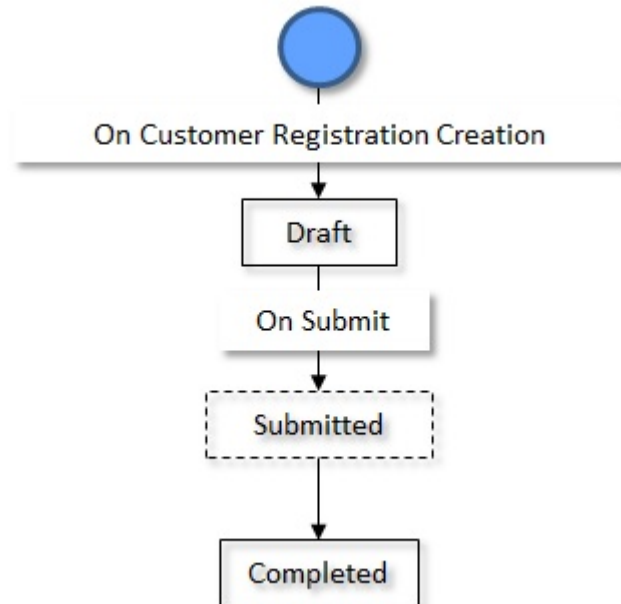 On Customer Registration Creation
Draft
On Submit
Submitted
Completed